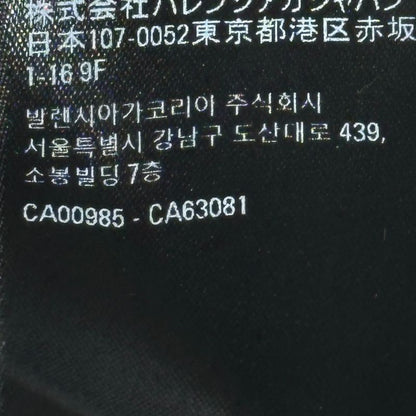 株式会社バレンシアガジャパン
日本107-0052東京都港区赤坂
1-16 9F
발렌시아가코리아 주식회사
서울특별시 강남구 도산대로 439,
소봉빌딩 7층
CA00985 - CA63081